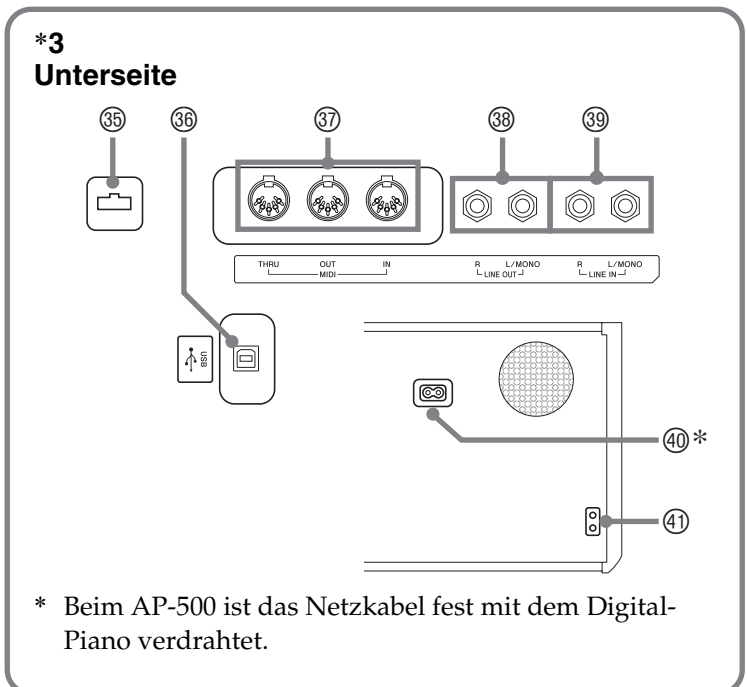 *3
Unterseite
㉟ ㊱ ㊲ ㊳ ㊴
THRU OUT IN R L/MONO R L/MONO
MIDI LINE OUT LINE IN
USB
㊵*
㊶
* Beim AP-500 ist das Netzkabel fest mit dem Digital-
Piano verdrahtet.